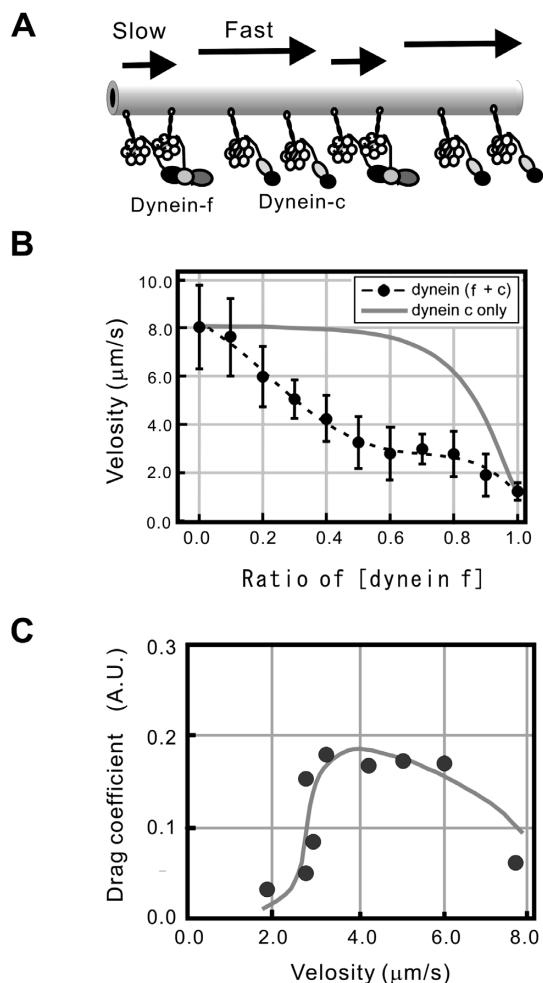 A
Slow
Fast
Dynein-f
Dynein-c
B
dynein (f + c)
dynein c only
10.0
8.0
6.0
4.0
2.0
0.0
Velosity (μm/s)
0.0 0.2 0.4 0.6 0.8 1.0
Ratio of [dynein f]
C
0.3
0.2
0.1
0.0
Drag coefficient (A.U.)
0.0 2.0 4.0 6.0 8.0
Velosity (μm/s)